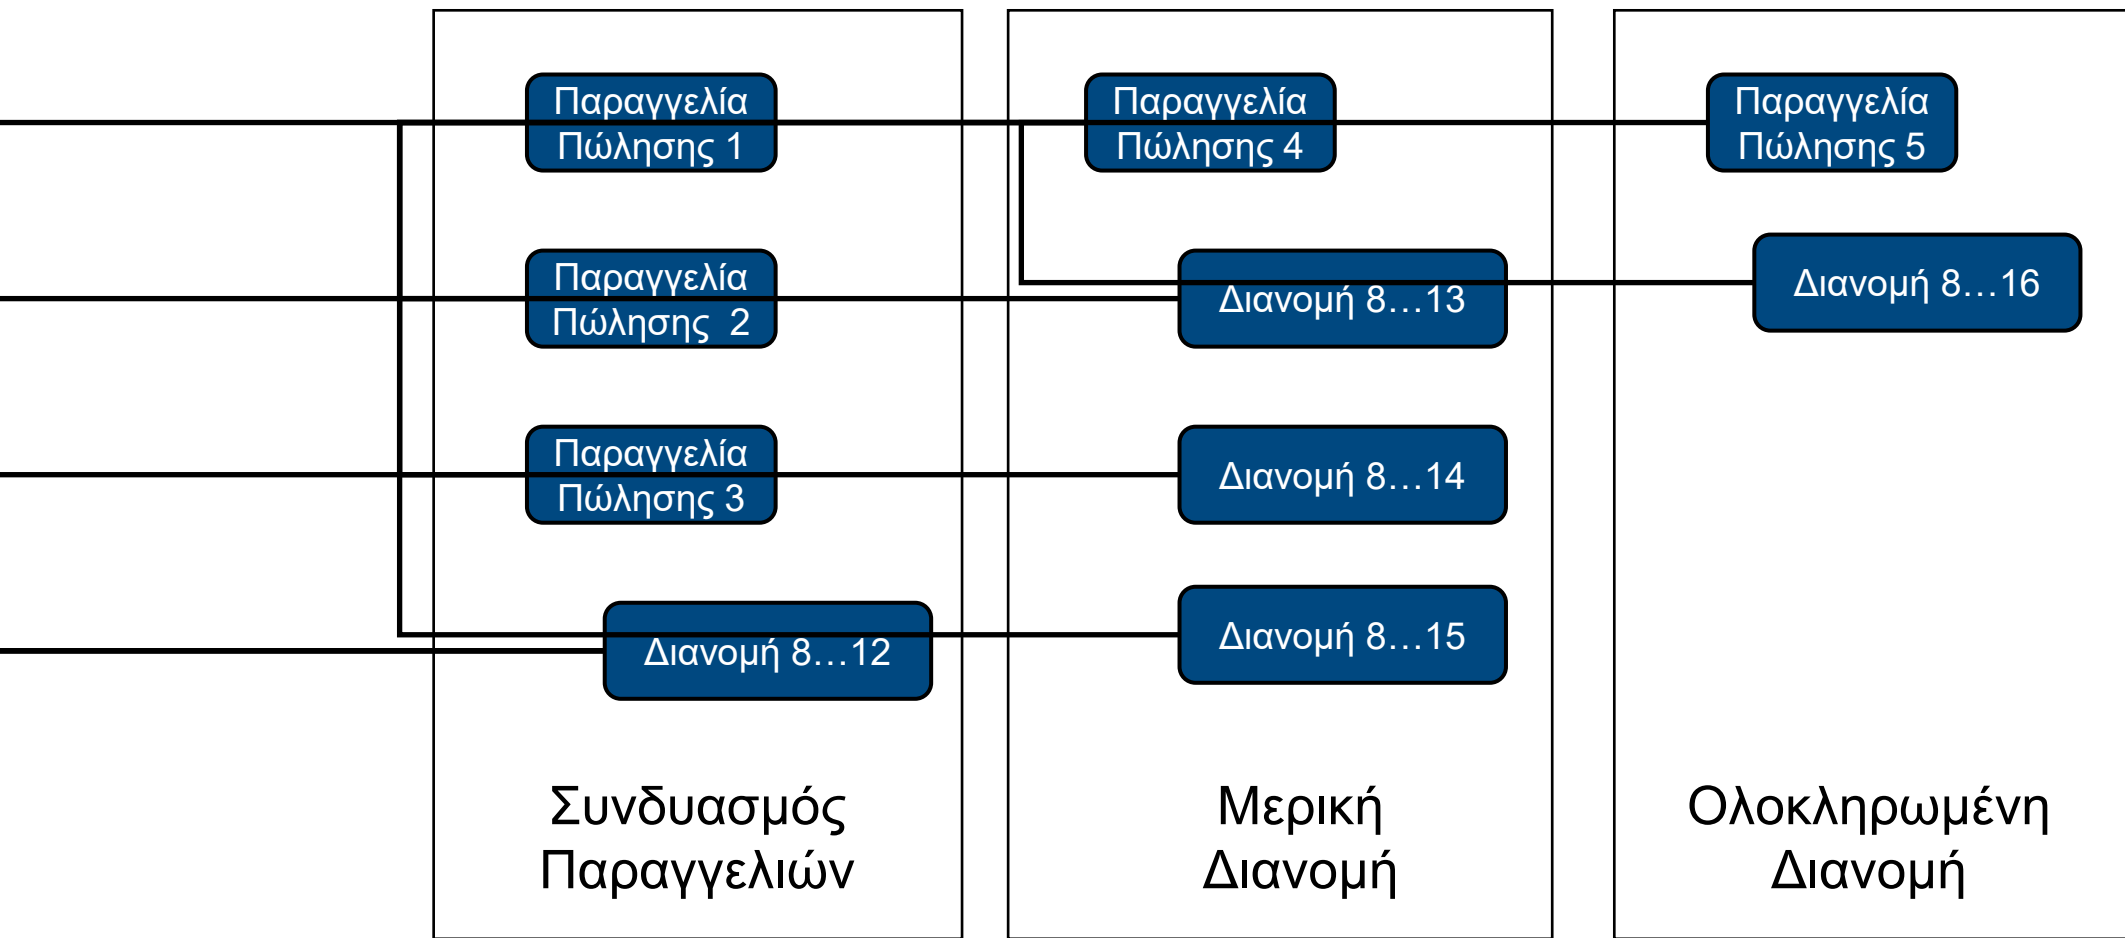 Παραγγελία
Πώλησης 1
Παραγγελία
Πώλησης  2
Παραγγελία
Πώλησης 3
Διανομή 8…12
Συνδυασμός
Παραγγελιών
Παραγγελία
Πώλησης 4
Διανομή 8…13
Διανομή 8…14
Διανομή 8…15
Μερική
Διανομή
Παραγγελία
Πώλησης 5
Διανομή 8…16
Ολοκληρωμένη
Διανομή